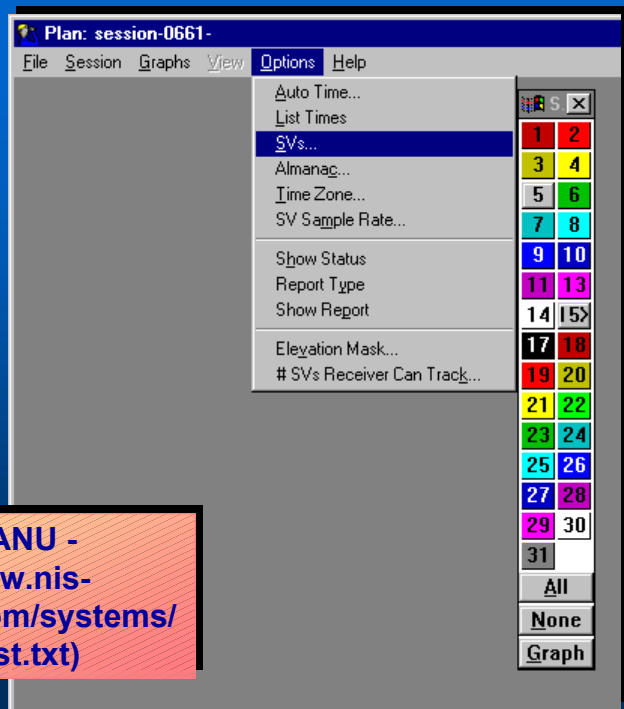 Plan: session-0661-
File Session Graphs View Options Help
Auto Time...
List Times
SVs...
Almanac...
Time Zone...
SV Sample Rate...
Show Status
Report Type
Show Report
Elevation Mask...
# SVs Receiver Can Track...
S.
1 2
3 4
5 6
7 8
9 10
11 13
14 15
17 18
19 20
21 22
23 24
25 26
27 28
29 30
31
All
None
Graph
ANU -
w.nis-
om/systems/
st.txt)